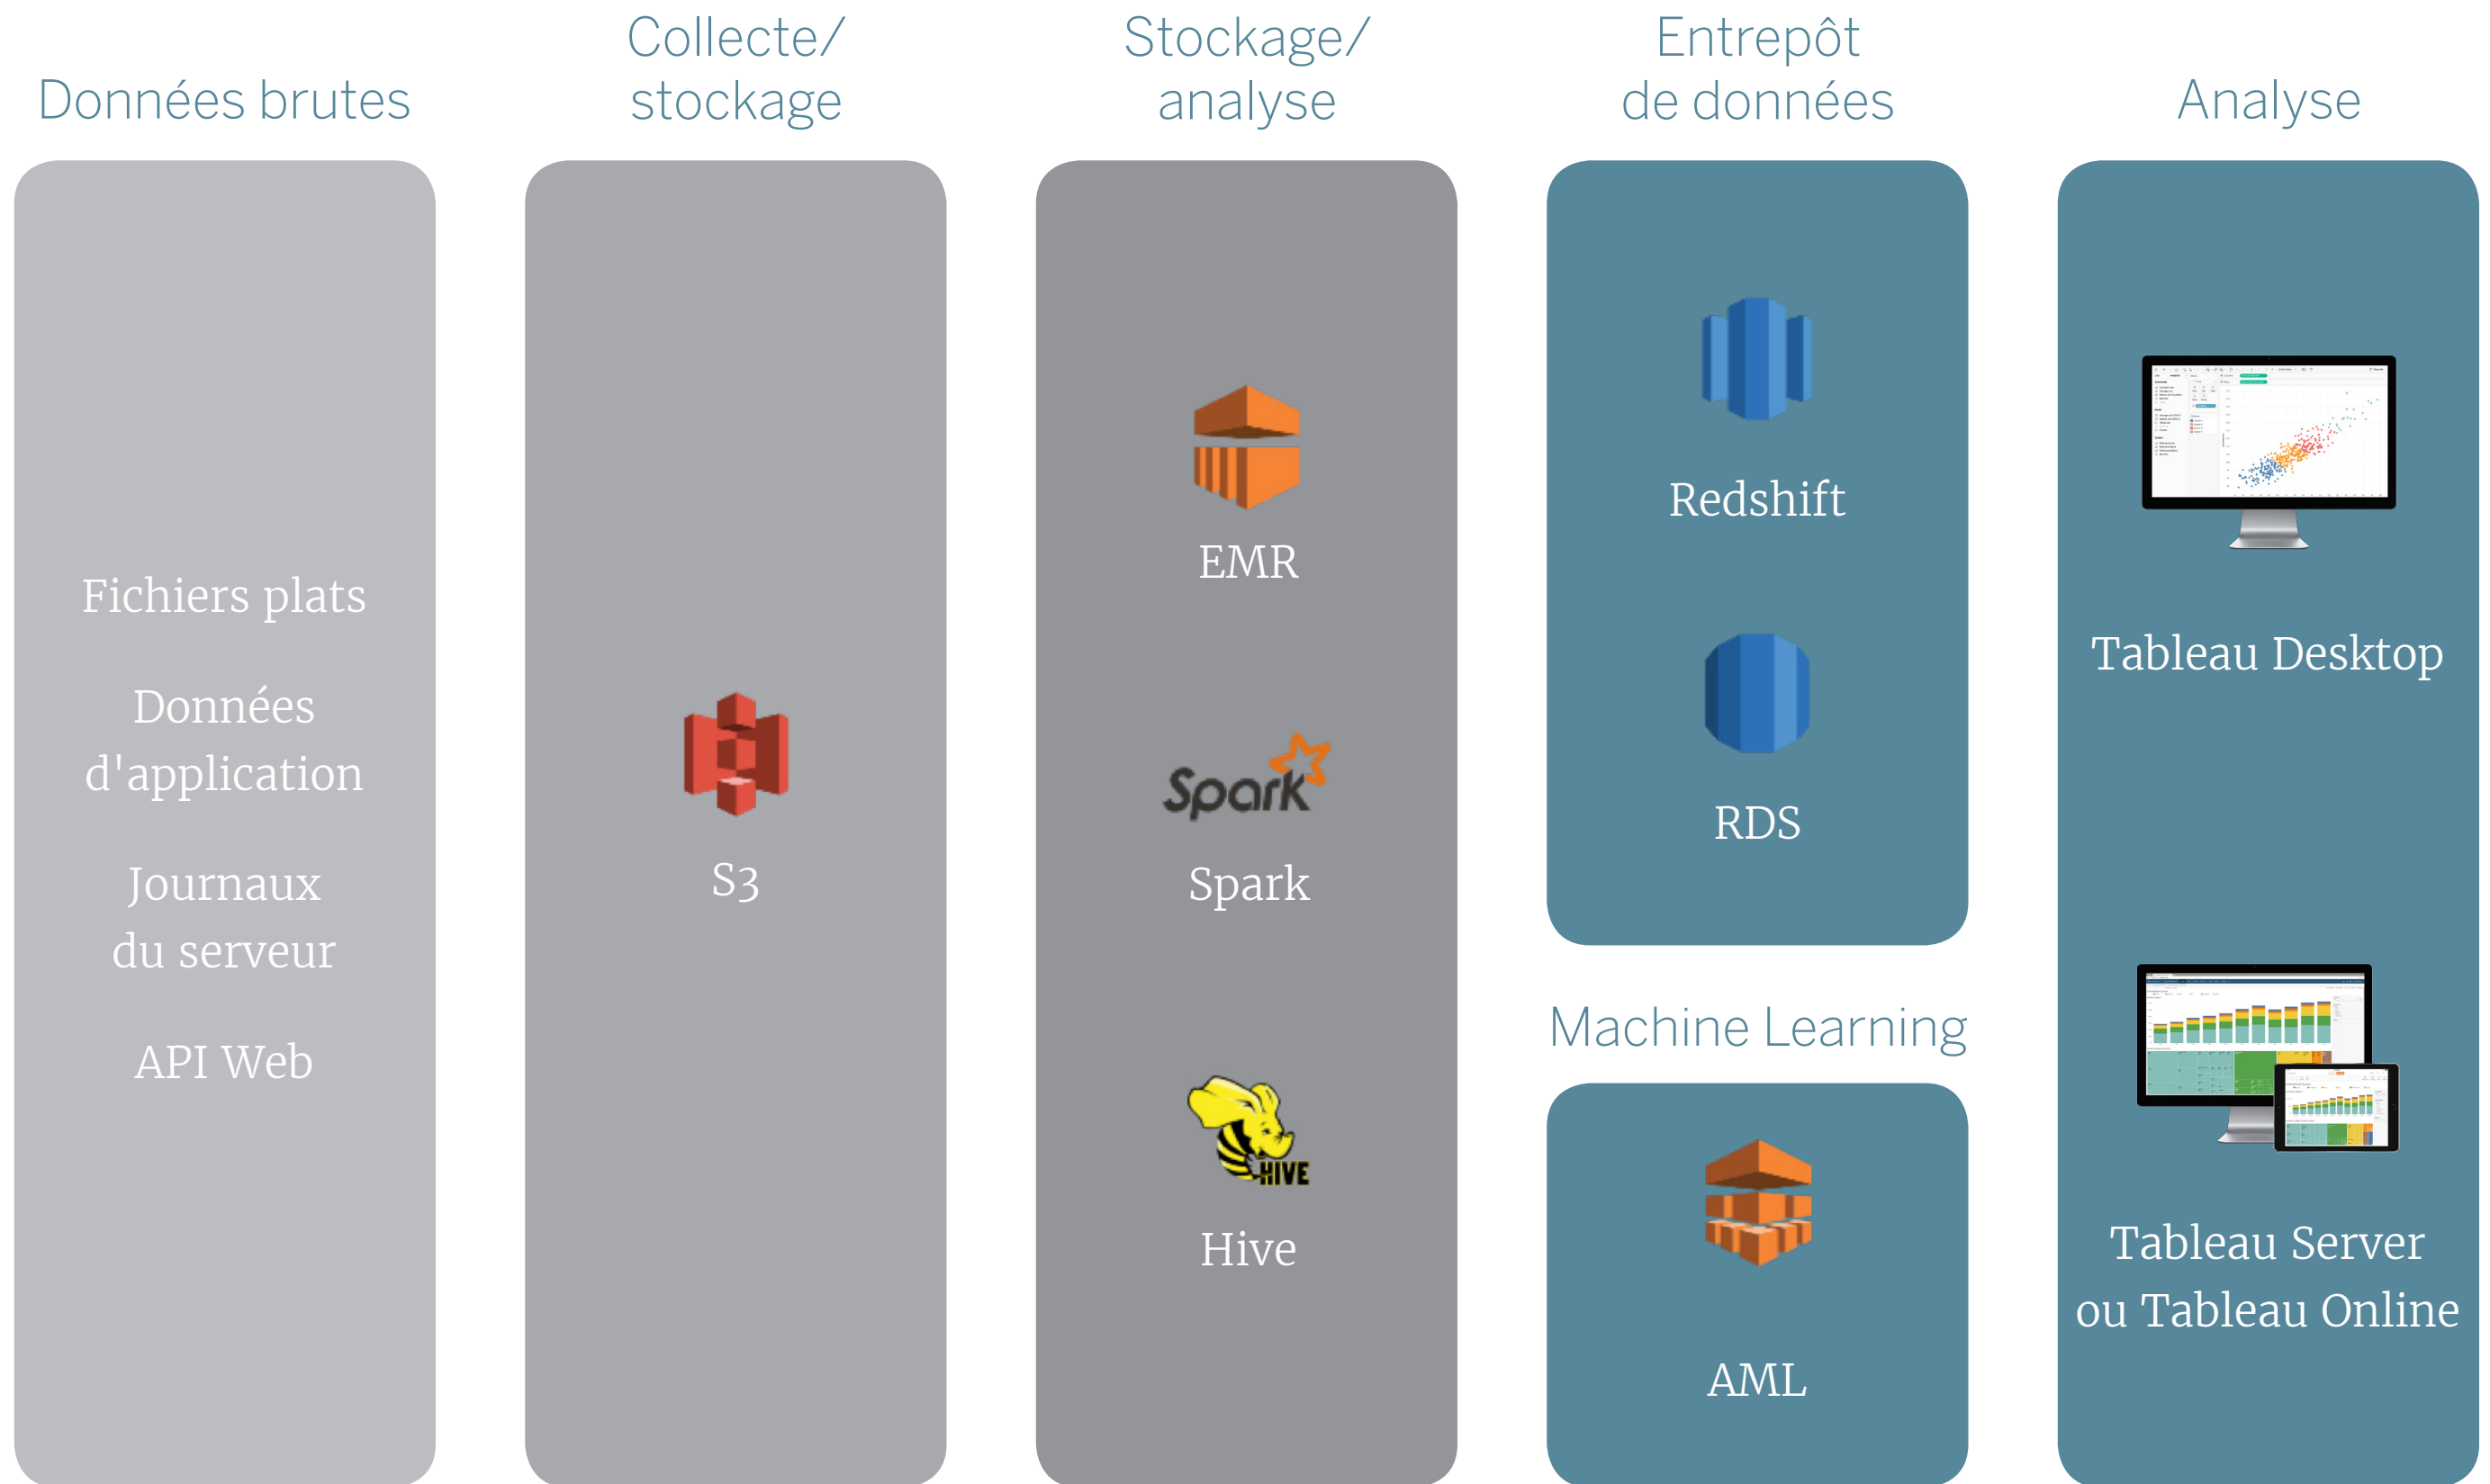 Données brutes
Fichiers plats
Données
d'application
Journaux
du serveur
API Web
Collecte/
stockage
S3
Stockage/
analyse
EMR
Spark
Spark
HIVE
Hive
Entrepôt
de données
Redshift
RDS
Machine Learning
AML
Analyse
Tableau Desktop
Tableau Server
ou Tableau Online